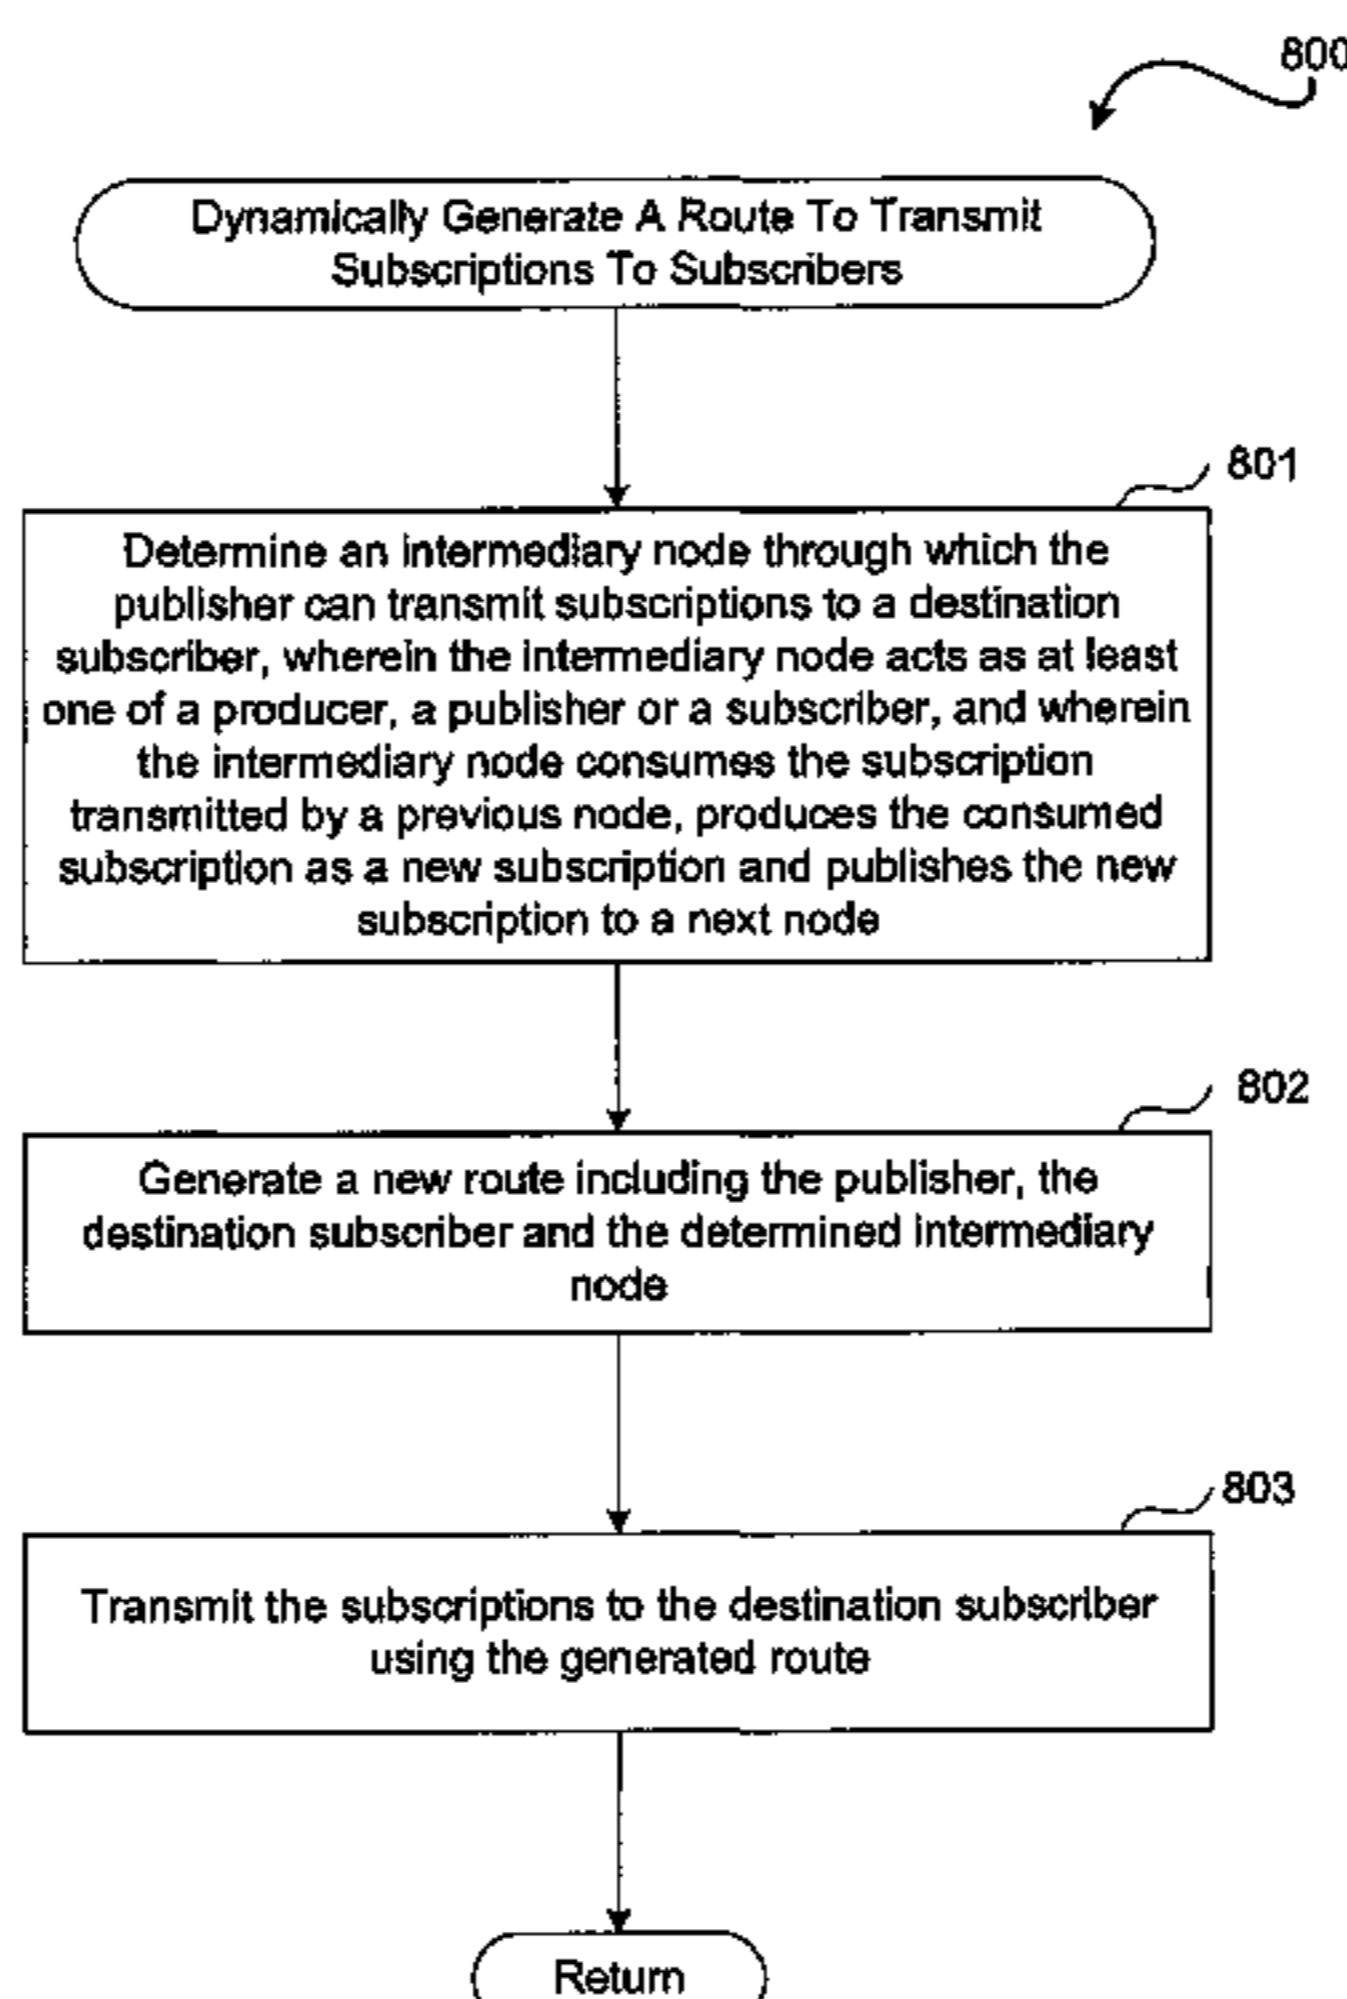 800
Dynamically Generate A Route To Transmit
Subscriptions To Subscribers
801
Determine an intermediary node through which the
publisher can transmit subscriptions to a destination
subscriber, wherein the intermediary node acts as at least
one of a producer, a publisher or a subscriber, and wherein
the intermediary node consumes the subscription
transmitted by a previous node, produces the consumed
subscription as a new subscription and publishes the new
subscription to a next node
802
Generate a new route including the publisher, the
destination subscriber and the determined intermediary
node
803
Transmit the subscriptions to the destination subscriber
using the generated route
Return